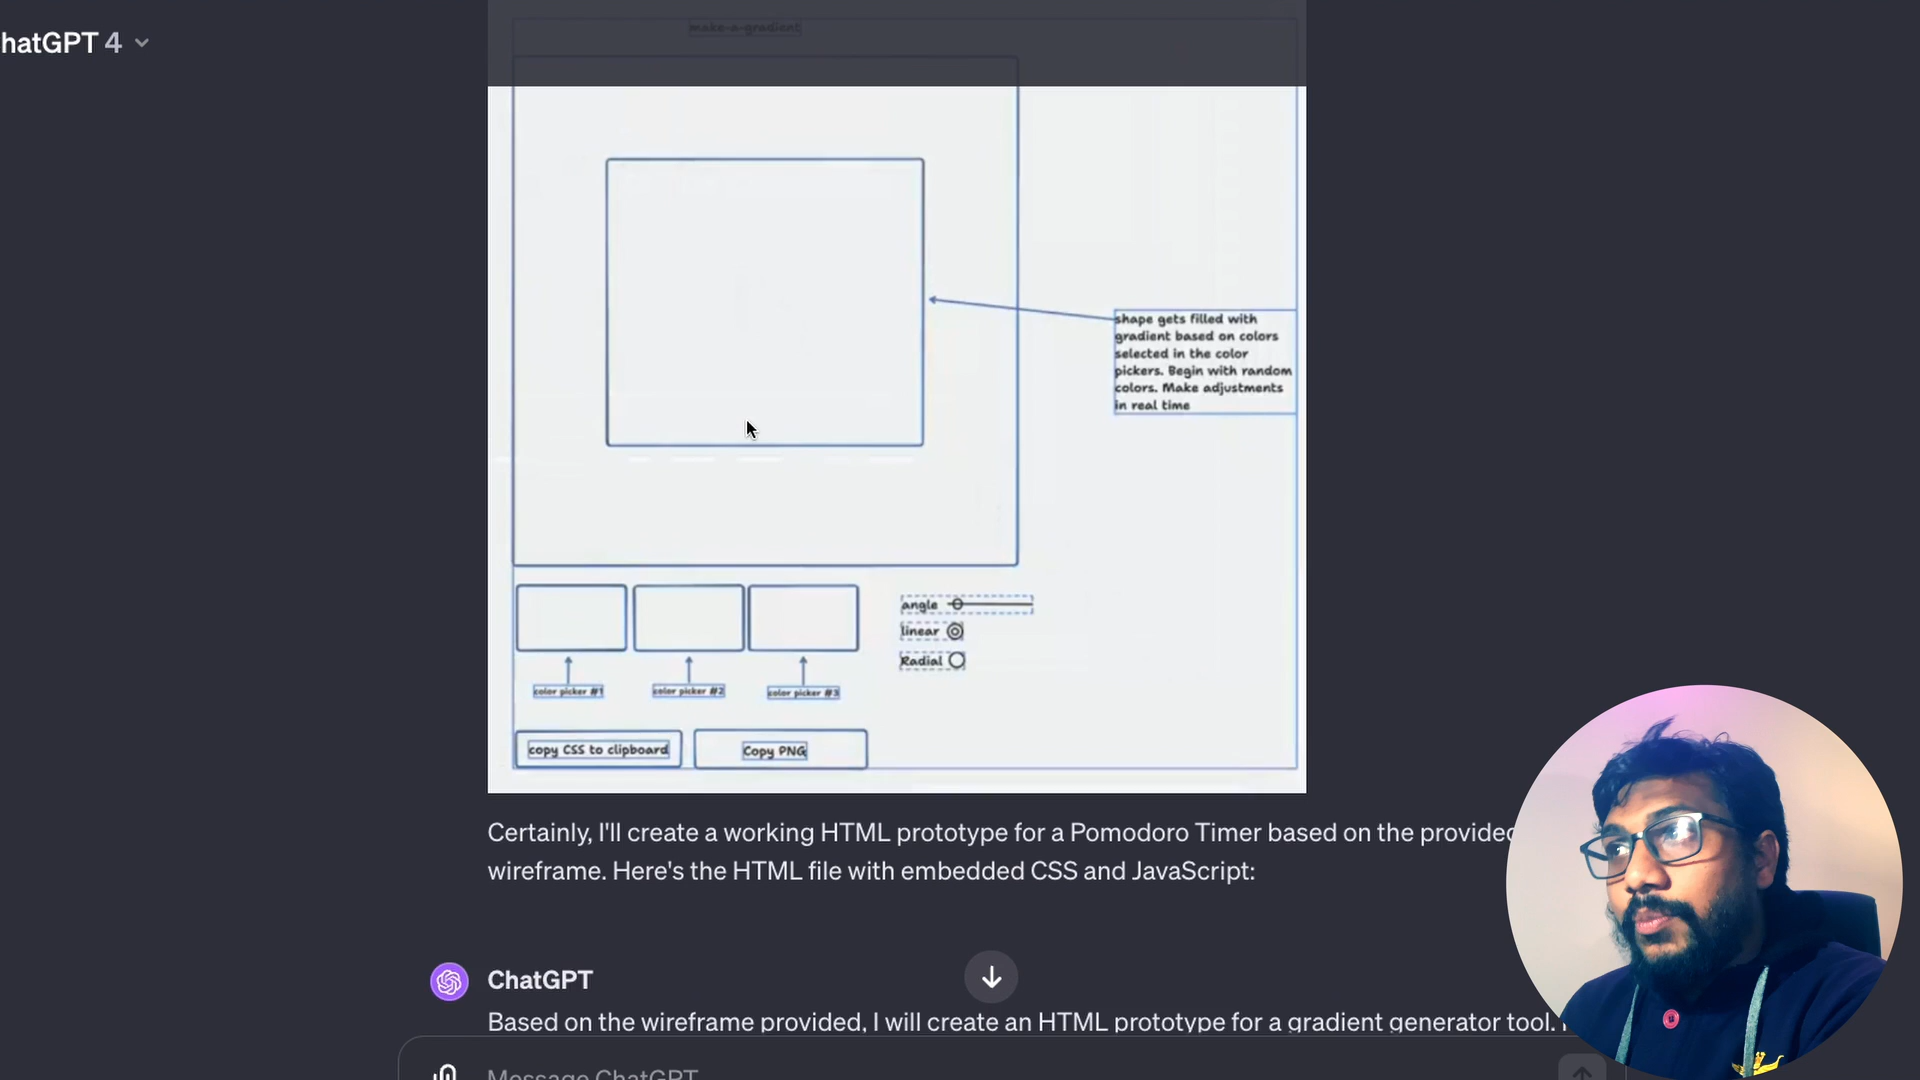 hatGPT 4
make-a-gradient
shape gets filled with
gradient based on colors
selected in the color
pickers. Begin with random
colors. Make adjustments
in real time
angle
linear
Radial
color picker #1
color picker #2
color picker #3
copy CSS to clipboard
Copy PNG
Certainly, I'll create a working HTML prototype for a Pomodoro Timer based on the provided
wireframe. Here's the HTML file with embedded CSS and JavaScript:
ChatGPT
Based on the wireframe provided, I will create an HTML prototype for a gradient generator tool.
Message ChatGPT